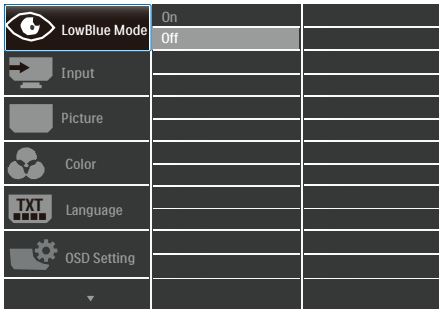 LowBlue Mode
On
Off
Input
Picture
Color
TXT
Language
OSD Setting